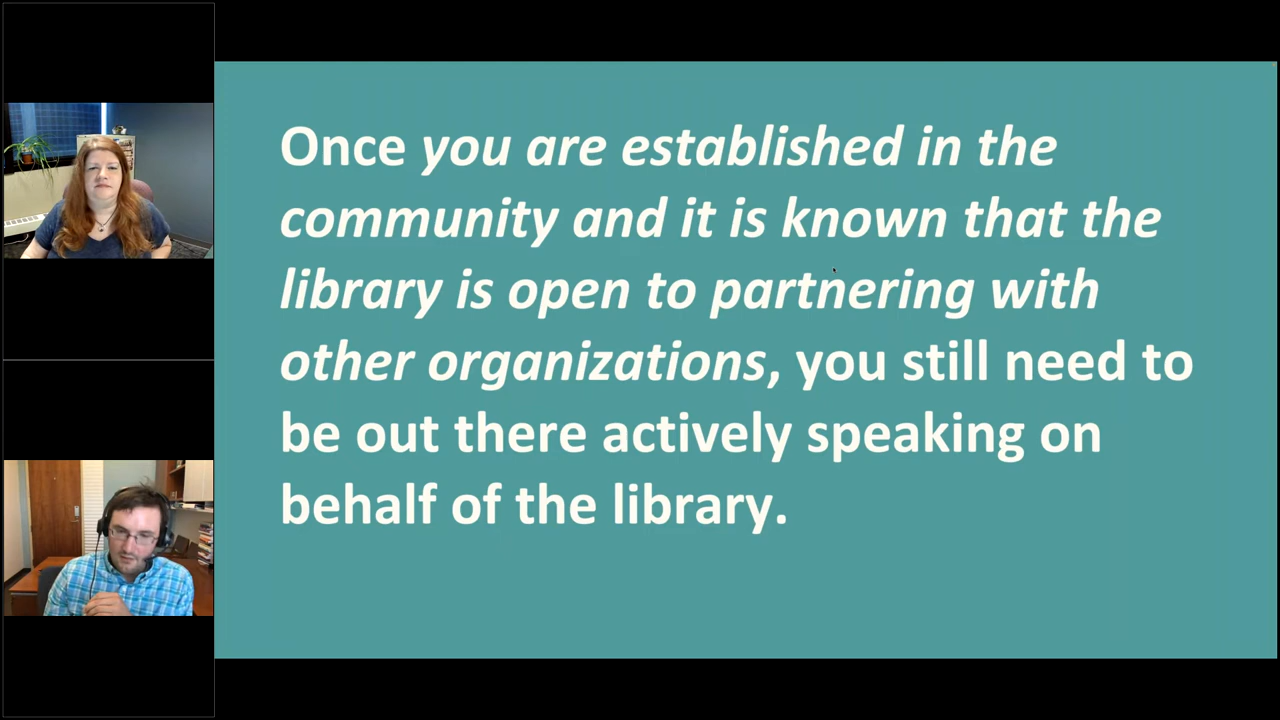 Once you are established in the
community and it is known that the
library is open to partnering with
other organizations, you still need to
be out there actively speaking on
behalf of the library.